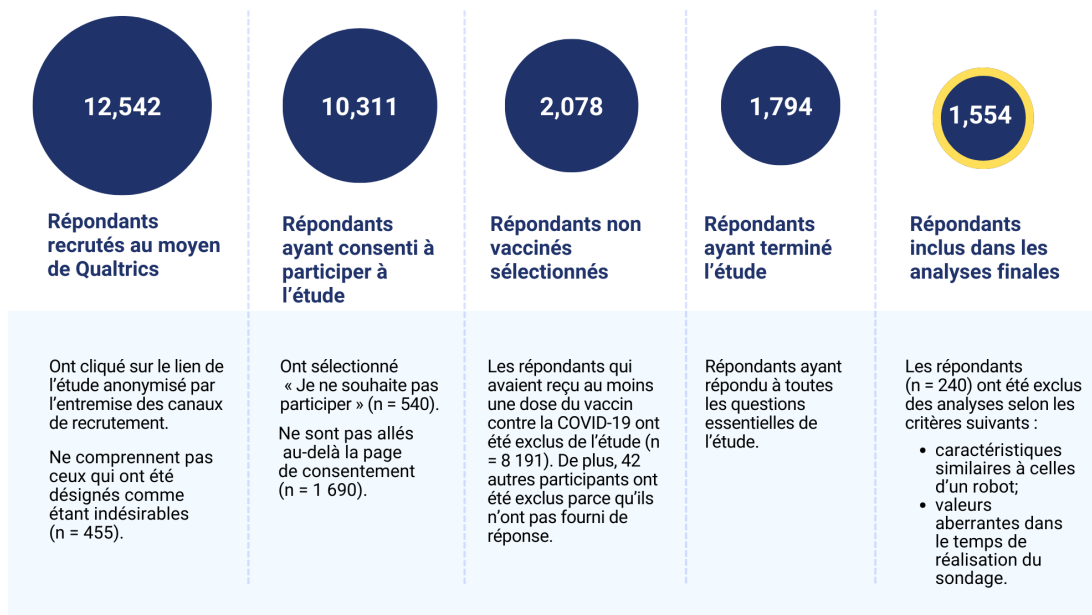 12,542
Répondants
recrutés au moyen
de Qualtrics
Ont cliqué sur le lien de
l’étude anonymisé par
l’entremise des canaux
de recrutement.
Ne comprennent pas
ceux qui ont été
désignés comme
étant indésirables
(n = 455).
10,311
Répondants
ayant consenti à
participer à
l’étude
Ont sélectionné
« Je ne souhaite pas
participer » (n = 540).
Ne sont pas allés
au-delà la page
de consentement
(n = 1 690).
2,078
Répondants non
vaccinés
sélectionnés
Les répondants qui
avaient reçu au moins
une dose du vaccin
contre la COVID-19 ont
été exclus de l’étude (n
= 8 191). De plus, 42
autres participants ont
été exclus parce qu’ils
n’ont pas fourni de
réponse.
1,794
Répondants
ayant terminé
l’étude
Répondants ayant
répondu à toutes
les questions
essentielles de
l’étude.
1,554
Répondants
inclus dans les
analyses finales
Les répondants
(n = 240) ont été exclus
des analyses selon les
critères suivants :
• caractéristiques
similaires à celles
d’un robot;
• valeurs
aberrantes dans
le temps de
réalisation du
sondage.